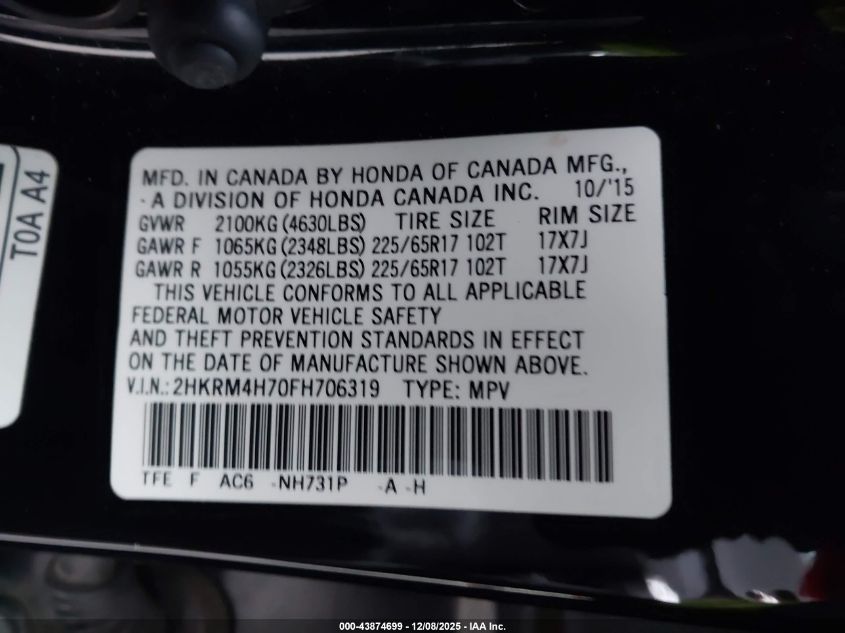 T0A A4
MFD. IN CANADA BY HONDA OF CANADA MFG.,
-A DIVISION OF HONDA CANADA INC. 10/'15
GVWR 2100KG (4630LBS) TIRE SIZE RIM SIZE
GAWR F 1065KG (2348LBS) 225/65R17 102T 17X7J
GAWR R 1055KG (2326LBS) 225/65R17 102T 17X7J
THIS VEHICLE CONFORMS TO ALL APPLICABLE
FEDERAL MOTOR VEHICLE SAFETY
AND THEFT PREVENTION STANDARDS IN EFFECT
ON THE DATE OF MANUFACTURE SHOWN ABOVE.
V.I.N.: 2HKRM4H70FH706319 TYPE: MPV
TFE F AC6 -NH731P -A -H
000-43874699 - 12/08/2025 - IAA Inc.